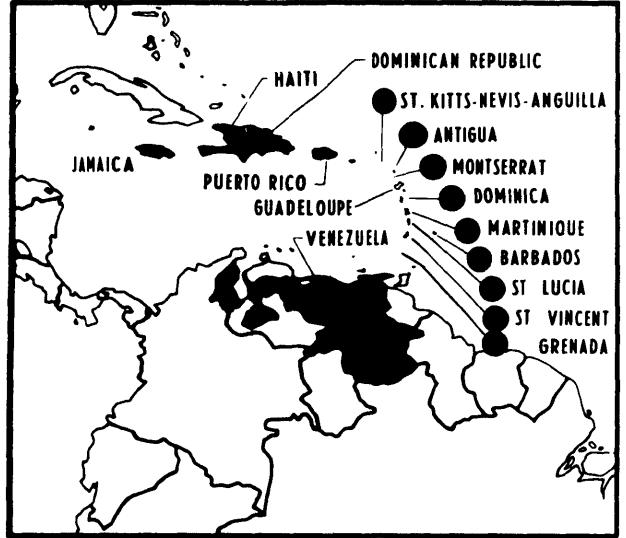 DOMINICAN REPUBLIC
HAITI
ST. KITTS-NEVIS-ANGUILLA
ANTIGUA
JAMAICA
MONTSERRAT
PUERTO RICO
DOMINICA
GUADELOUPE
MARTINIQUE
VENEZUELA
BARBADOS
ST LUCIA
ST VINCENT
GRENADA